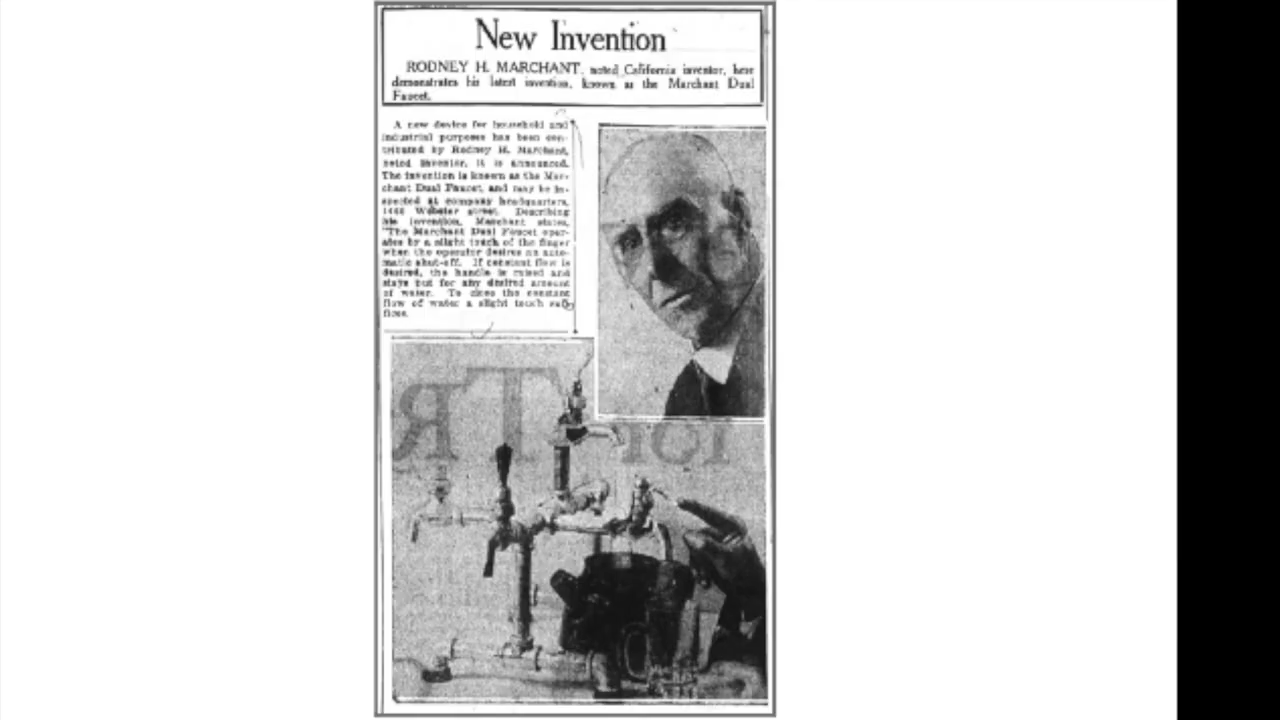 New Invention
RODNEY H. MARCHANT, noted California inventor, here
demonstrates his latest invention, known as the Marchant Dual
Faucet.
A new device for household and
industrial purposes has been con-
tributed by Rodney H. Marchant,
noted inventor, it is announced.
The invention is known as the Mar-
chant Dual Faucet, and may be in-
spected at company headquarters,
Webster street. Describing
his invention, Marchant states,
"The Marchant Dual Faucet oper-
ates by a slight touch of the finger
when the operator desires an auto-
matic shut-off. If constant flow is
desired, the handle is raised and
stays put for any desired amount
of water. To close the constant
flow of water a slight touch suf-
fices.